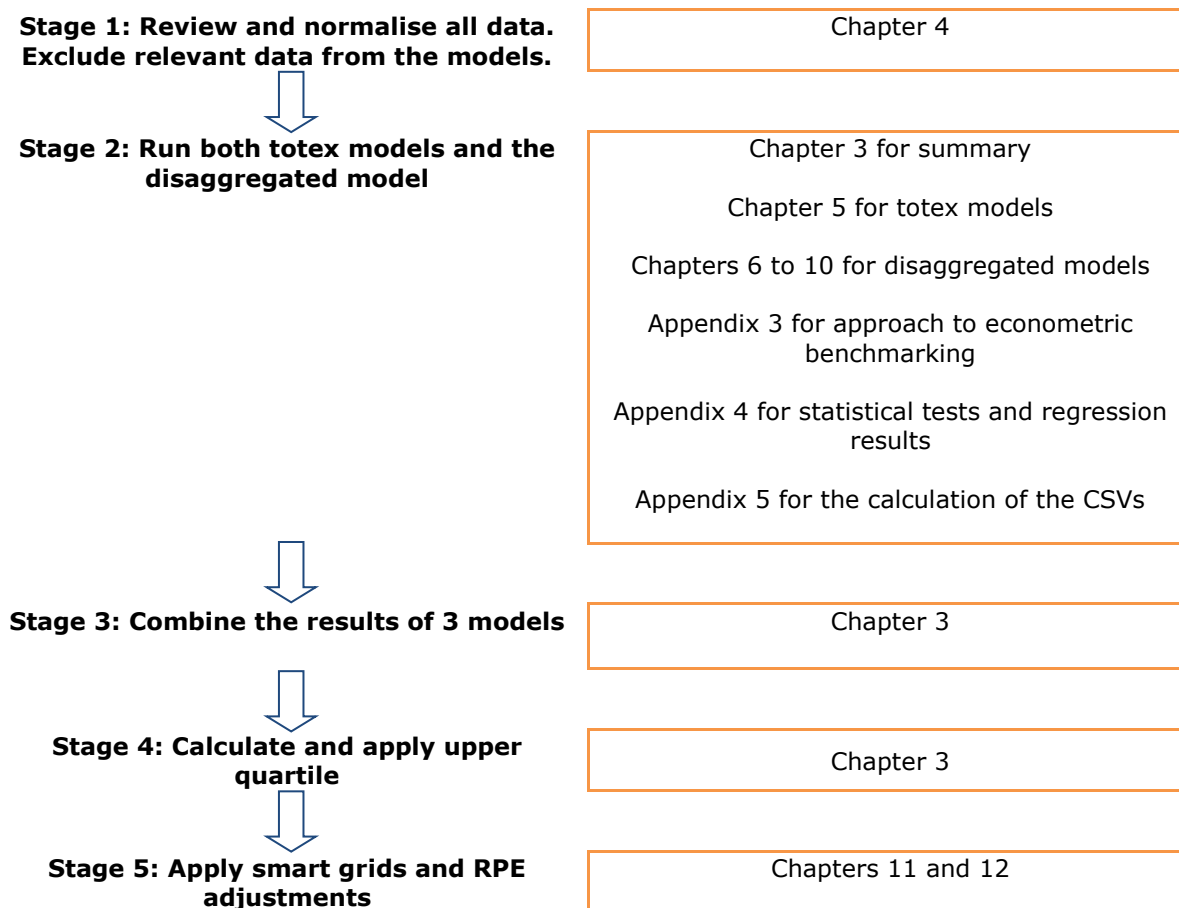 Stage 1: Review and normalise all data.
Exclude relevant data from the models.
Chapter 4
Stage 2: Run both totex models and the
disaggregated model
Chapter 3 for summary
Chapter 5 for totex models
Chapters 6 to 10 for disaggregated models
Appendix 3 for approach to econometric
benchmarking
Appendix 4 for statistical tests and regression
results
Appendix 5 for the calculation of the CSVs
Stage 3: Combine the results of 3 models
Chapter 3
Stage 4: Calculate and apply upper
quartile
Chapter 3
Stage 5: Apply smart grids and RPE
adjustments
Chapters 11 and 12